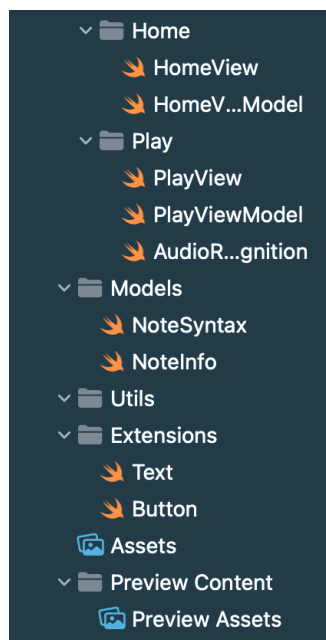 Home
HomeView
HomeV...Model
Play
PlayView
PlayViewModel
AudioR...gnition
Models
NoteSyntax
NoteInfo
Utils
Extensions
Text
Button
Assets
Preview Content
Preview Assets